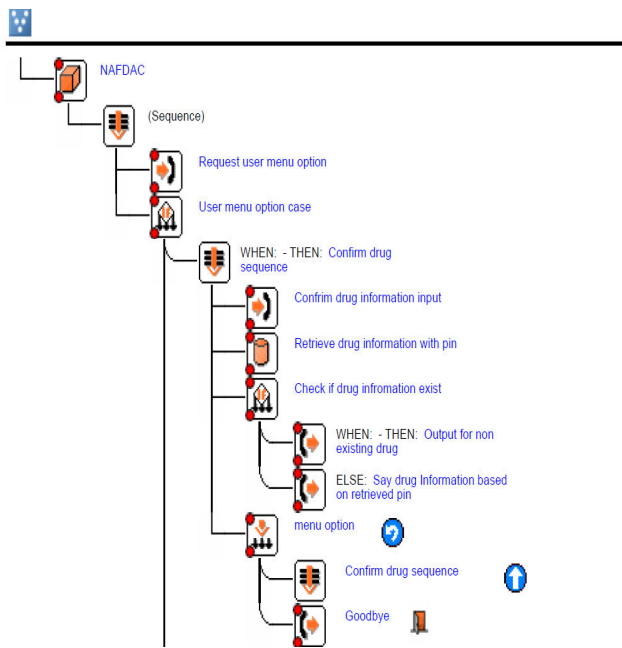 NAFDAC
(Sequence)
Request user menu option
User menu option case
WHEN: - THEN: Confirm drug
sequence
Confrim drug information input
Retrieve drug information with pin
Check if drug infromation exist
WHEN: - THEN: Output for non
existing drug
ELSE: Say drug Information based
on retrieved pin
menu option
Confirm drug sequence
Goodbye